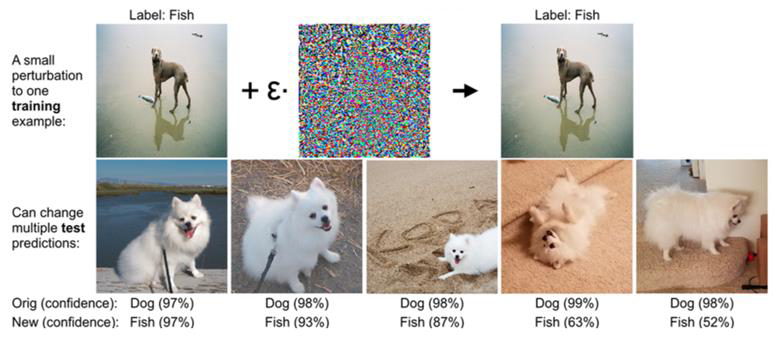 Label: Fish
Label: Fish
A small
perturbation
to one
training
example:
+ ε·
Can change
multiple test
predictions:
Orig (confidence): Dog (97%) Dog (98%) Dog (98%) Dog (99%) Dog (98%)
New (confidence): Fish (97%) Fish (93%) Fish (87%) Fish (63%) Fish (52%)